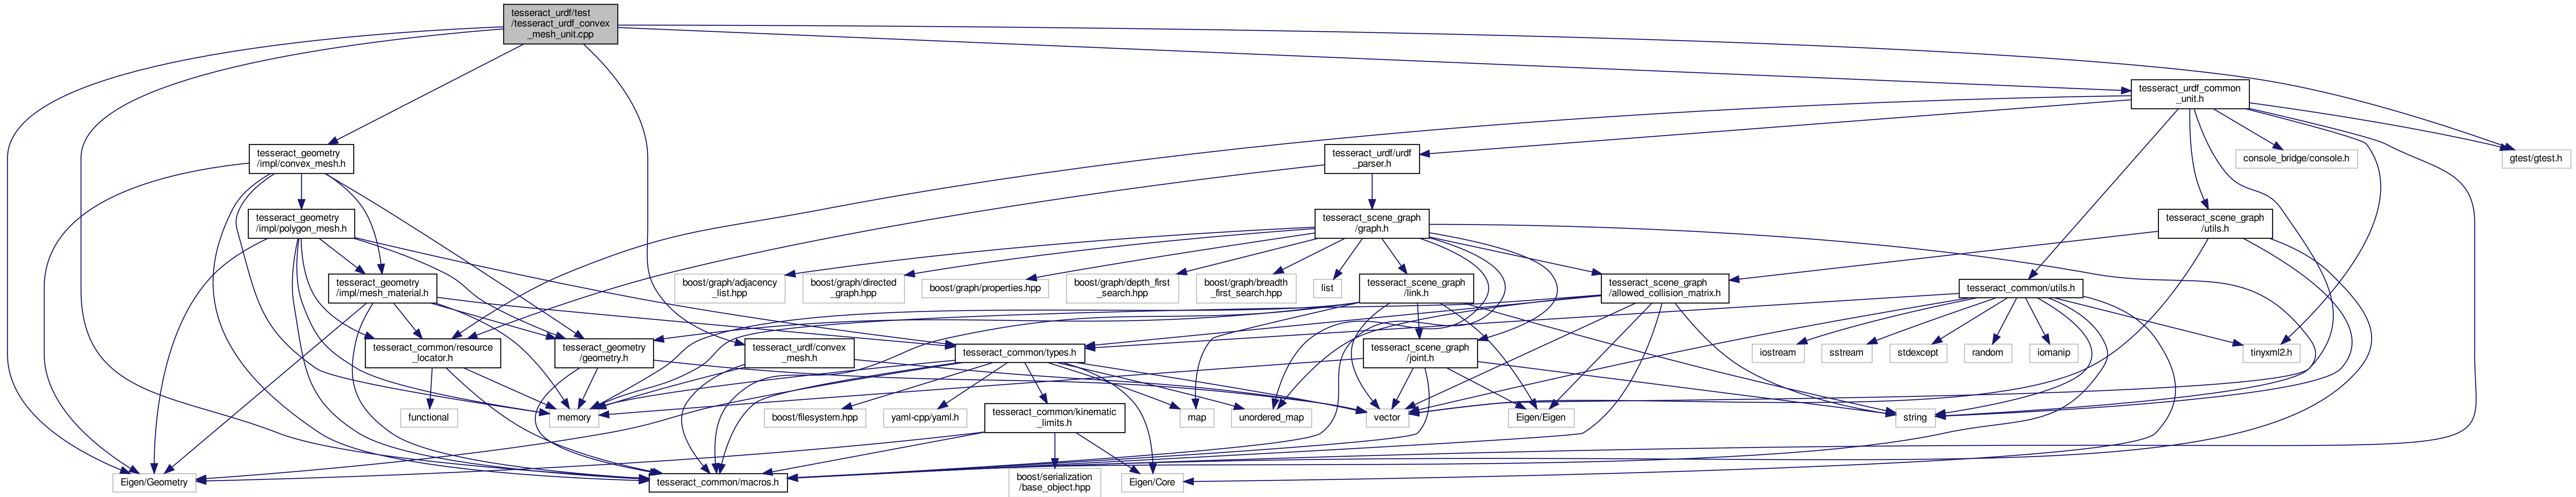 tesseract_urdf/test
/tesseract_urdf_convex
_mesh_unit.cpp
tesseract_urdf_common
_unit.h
tesseract_geometry
/impl/convex_mesh.h
tesseract_urdf/urdf
_parser.h
console_bridge/console.h
gtest/gtest.h
tesseract_geometry
/impl/polygon_mesh.h
tesseract_scene_graph
/graph.h
tesseract_scene_graph
/utils.h
tesseract_geometry
/impl/mesh_material.h
boost/graph/adjacency
_list.hpp
boost/graph/directed
_graph.hpp
boost/graph/properties.hpp
boost/graph/depth_first
_search.hpp
boost/graph/breadth
_first_search.hpp
list
tesseract_scene_graph
/link.h
tesseract_scene_graph
/allowed_collision_matrix.h
tesseract_common/utils.h
tesseract_common/resource
_locator.h
tesseract_geometry
/geometry.h
tesseract_urdf/convex
_mesh.h
tesseract_common/types.h
tesseract_scene_graph
/joint.h
iostream
sstream
stdexcept
random
iomanip
tinyxml2.h
functional
memory
boost/filesystem.hpp
yaml-cpp/yaml.h
tesseract_common/kinematic
_limits.h
map
unordered_map
vector
Eigen/Eigen
string
Eigen/Geometry
tesseract_common/macros.h
boost/serialization
/base_object.hpp
Eigen/Core